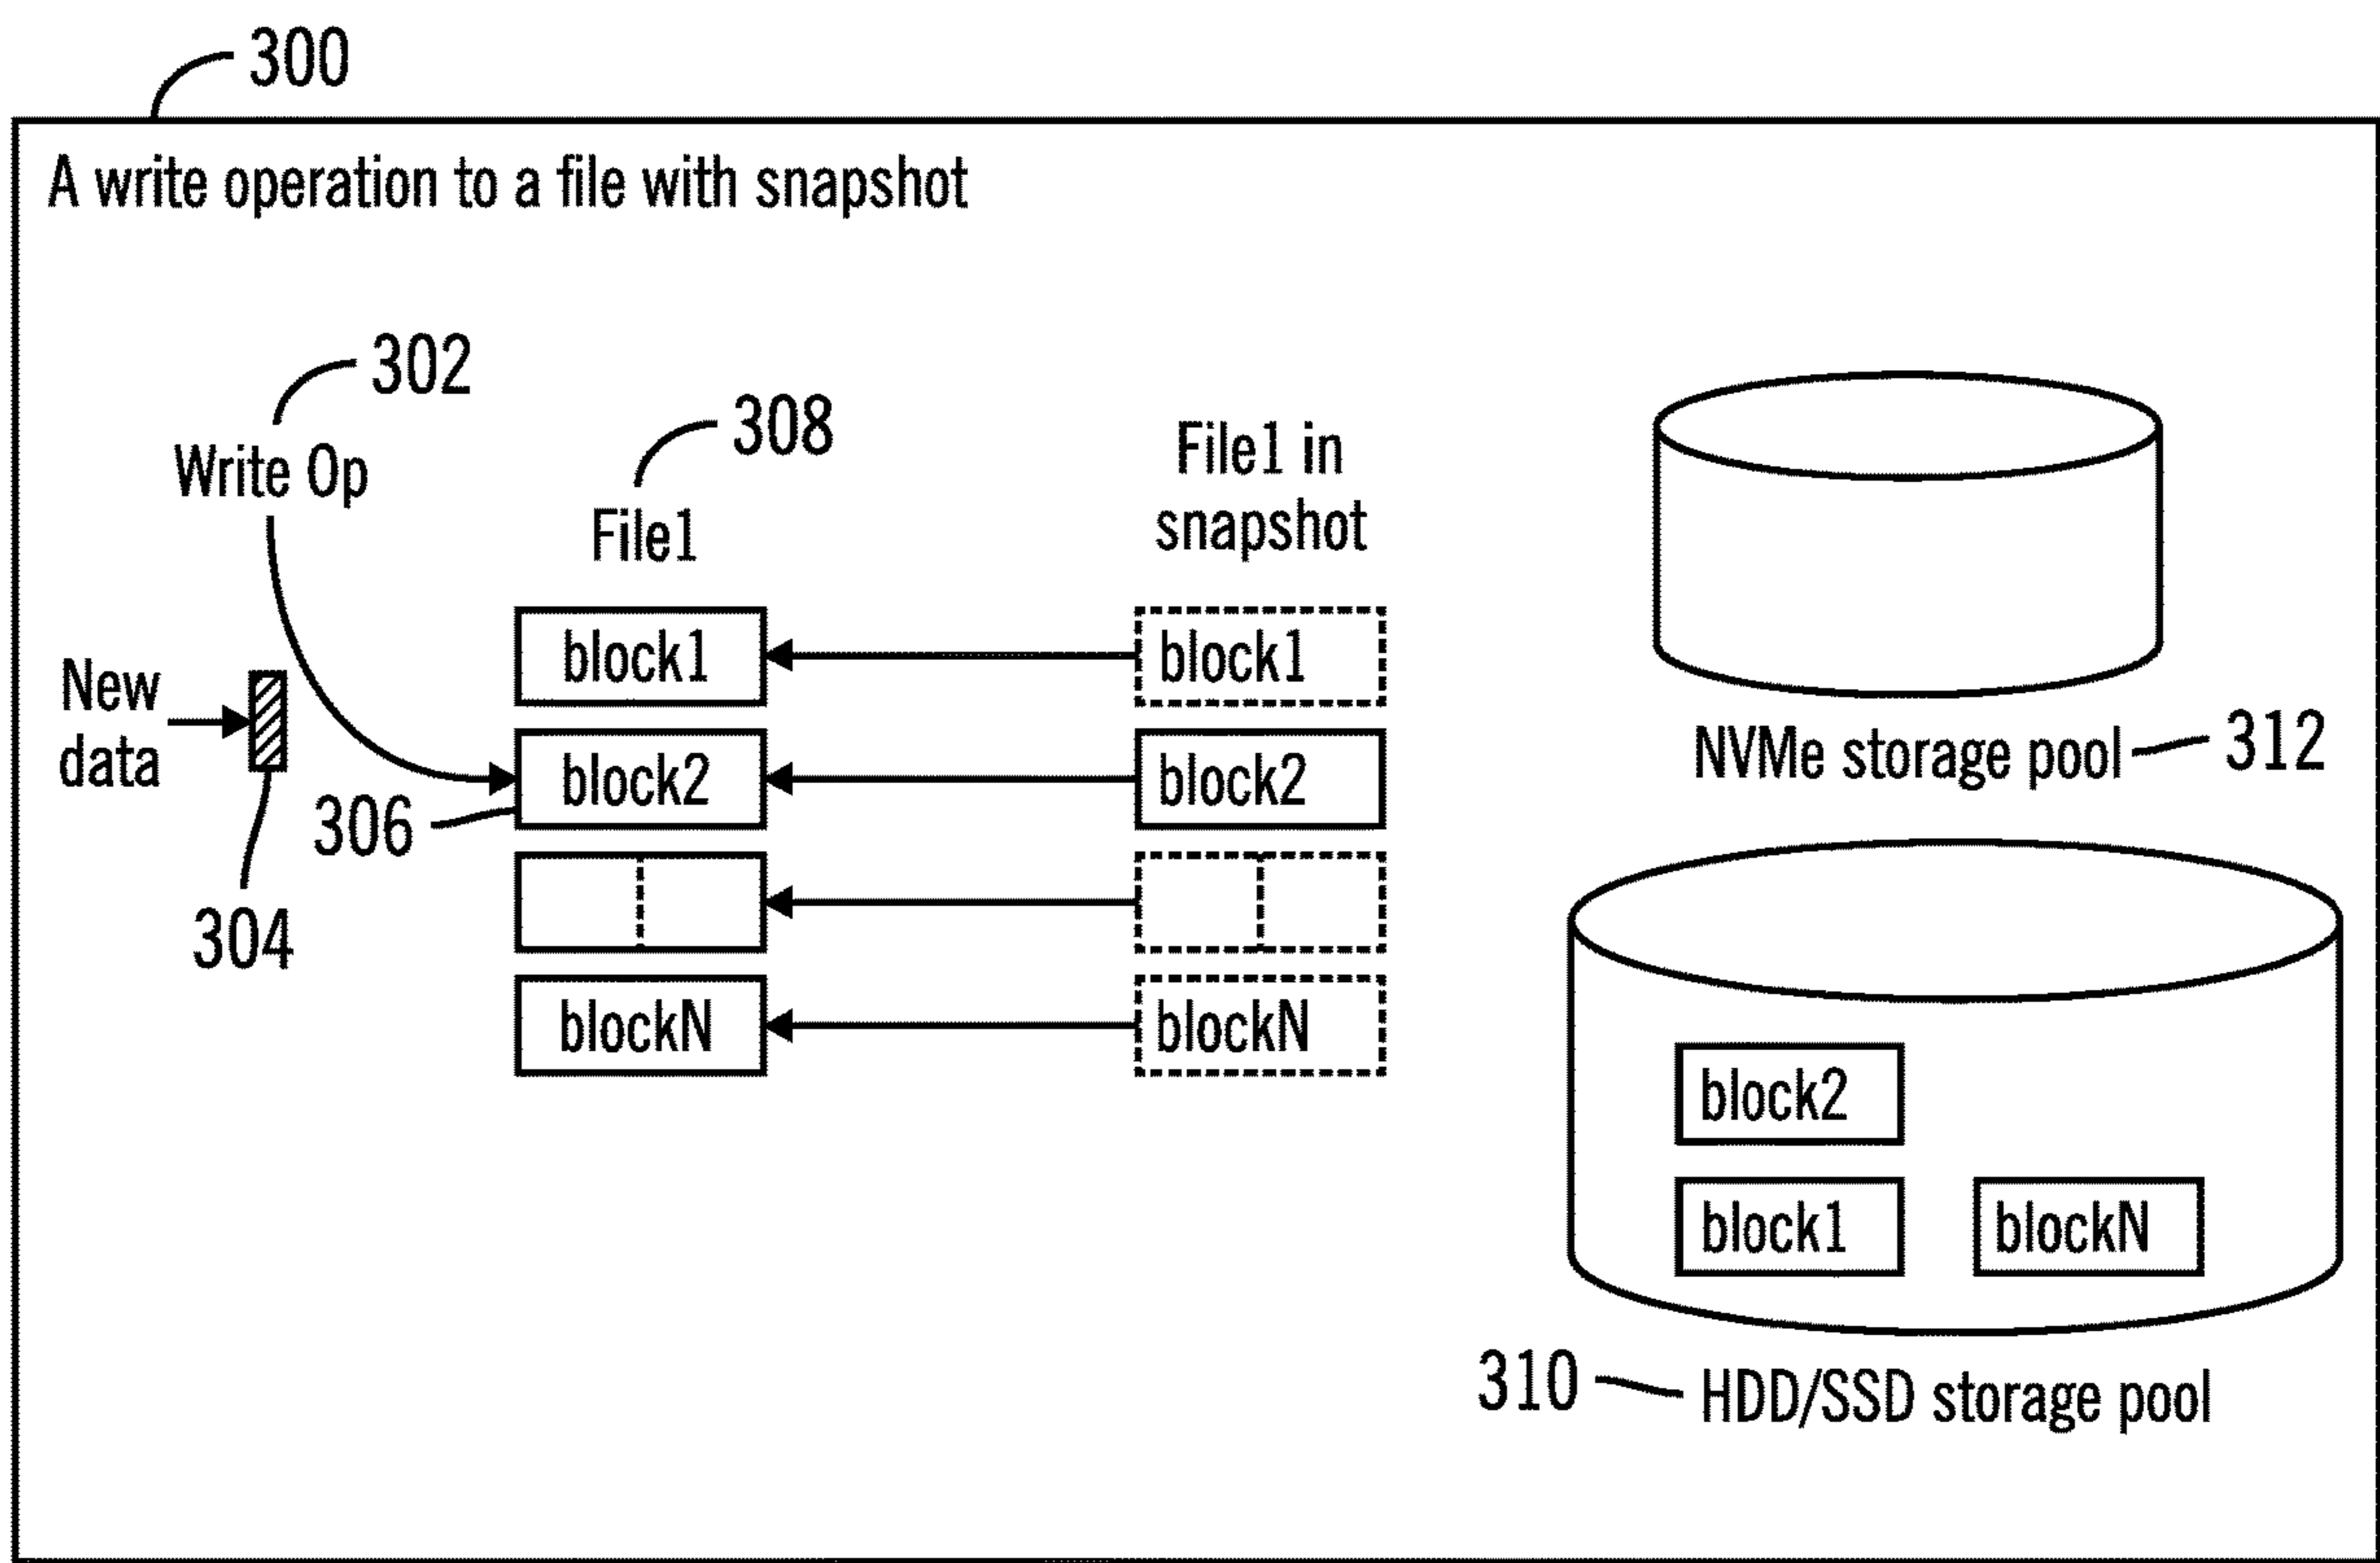 300
A write operation to a file with snapshot
302
Write Op
308
File1
File1 in
snapshot
New
data
304
306
block1
block2
blockN
block1
block2
blockN
NVMe storage pool
312
block2
block1
blockN
310
HDD/SSD storage pool